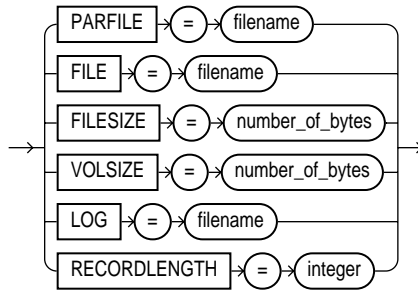 PARFILE = filename
FILE = filename
FILESIZE = number_of_bytes
VOLSIZE = number_of_bytes
LOG = filename
RECORDLENGTH = integer